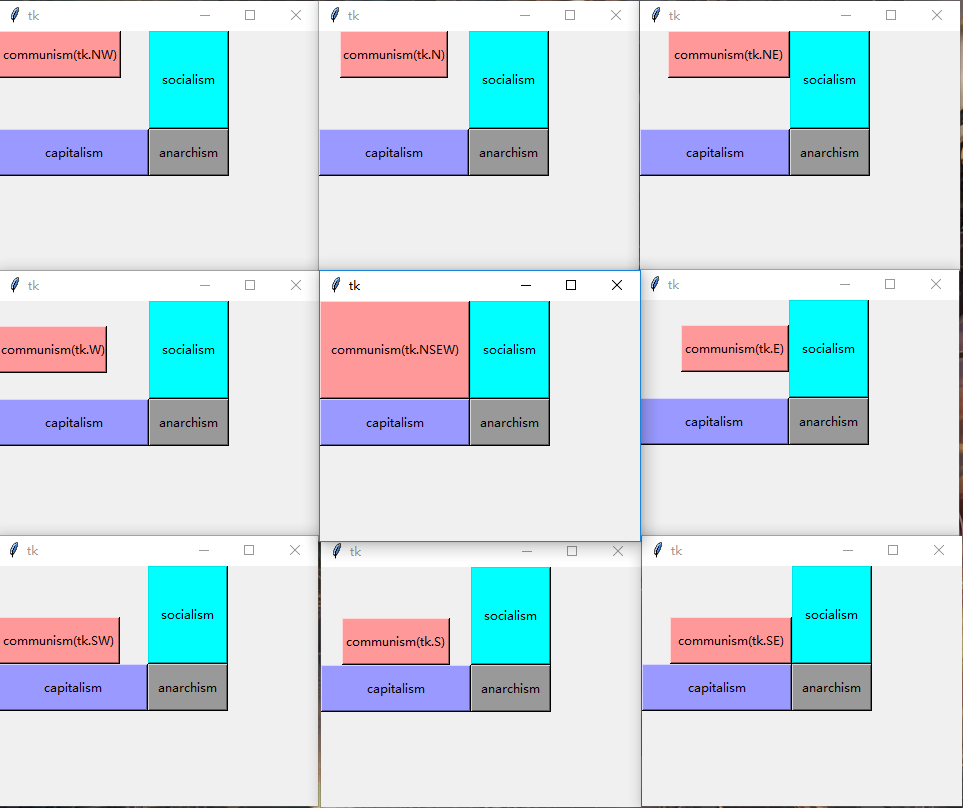 tk
communism(tk.NW)
socialism
capitalism
anarchism
tk
communism(tk.N)
socialism
capitalism
anarchism
tk
communism(tk.NE)
socialism
capitalism
anarchism
tk
communism(tk.W)
socialism
capitalism
anarchism
tk
communism(tk.NSEW)
socialism
capitalism
anarchism
tk
communism(tk.E)
socialism
capitalism
anarchism
tk
communism(tk.SW)
socialism
capitalism
anarchism
tk
communism(tk.S)
socialism
capitalism
anarchism
tk
communism(tk.SE)
socialism
capitalism
anarchism